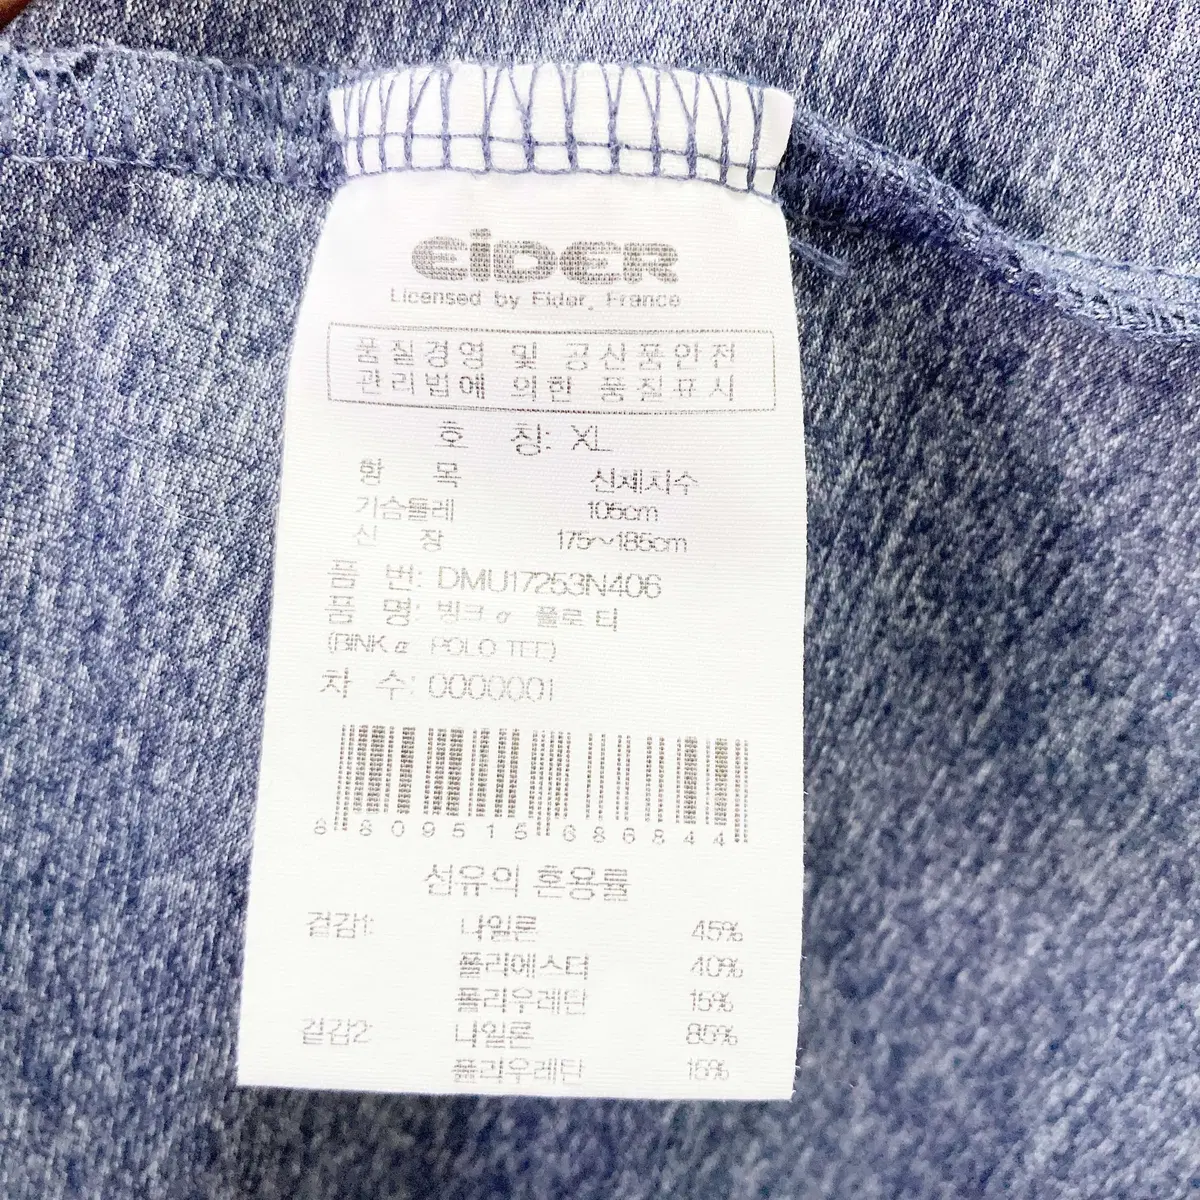 EiDER
Licensed by Eider, France
품질경영 및 공산품안전
관리법에 의한 품질표시
호 칭: XL
항 목 신체치수
가슴둘레 105cm
신 장 175~185cm
품 번: DMU17253N406
품 명: 빙크 α 폴로 티
(BINK α POLO TEE)
차 수: 0000001
8809515686844
섬유의 혼용률
겉감1: 나일론 45%
폴리에스터 40%
폴리우레탄 15%
겉감2: 나일론 85%
폴리우레탄 15%